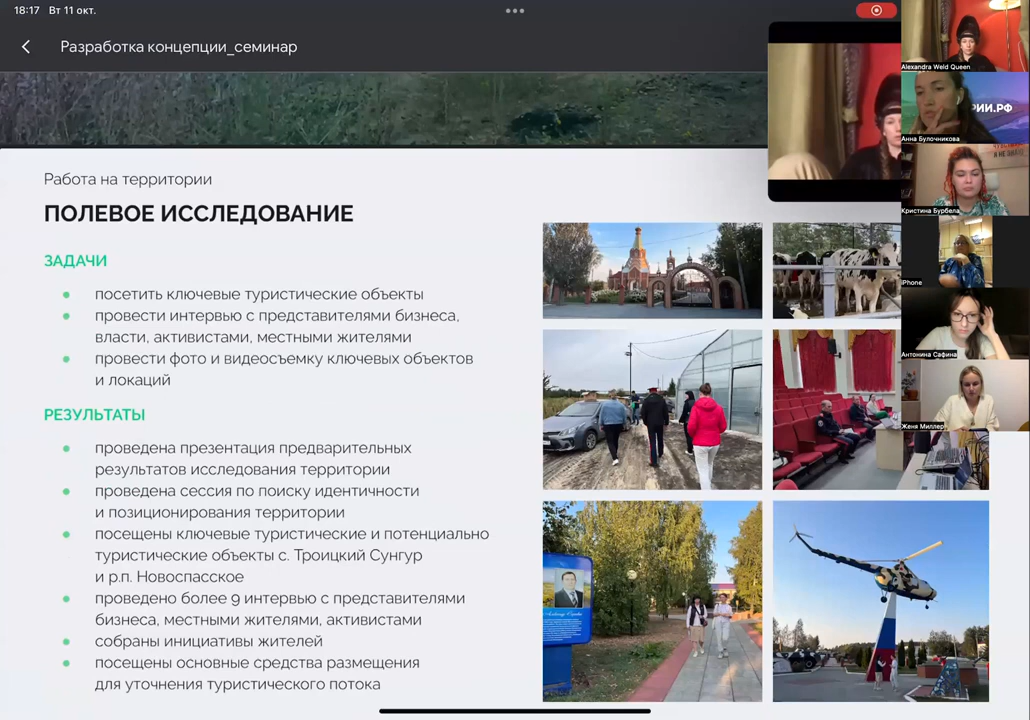 18:17 Вт 11 окт.
Разработка концепции_семинар
Alexandra Weld Queen
ИИ.РФ
Анна Булочникова
Кристина Бурбела
iPhone
Антонина Сафина
Женя Миллер
Работа на территории
ПОЛЕВОЕ ИССЛЕДОВАНИЕ
ЗАДАЧИ
посетить ключевые туристические объекты
провести интервью с представителями бизнеса,
власти, активистами, местными жителями
провести фото и видеосъемку ключевых объектов
и локаций
РЕЗУЛЬТАТЫ
проведена презентация предварительных
результатов исследования территории
проведена сессия по поиску идентичности
и позиционирования территории
посещены ключевые туристические и потенциально
туристические объекты с. Троицкий Сунгур
и р.п. Новоспасское
проведено более 9 интервью с представителями
бизнеса, местными жителями, активистами
собраны инициативы жителей
посещены основные средства размещения
для уточнения туристического потока